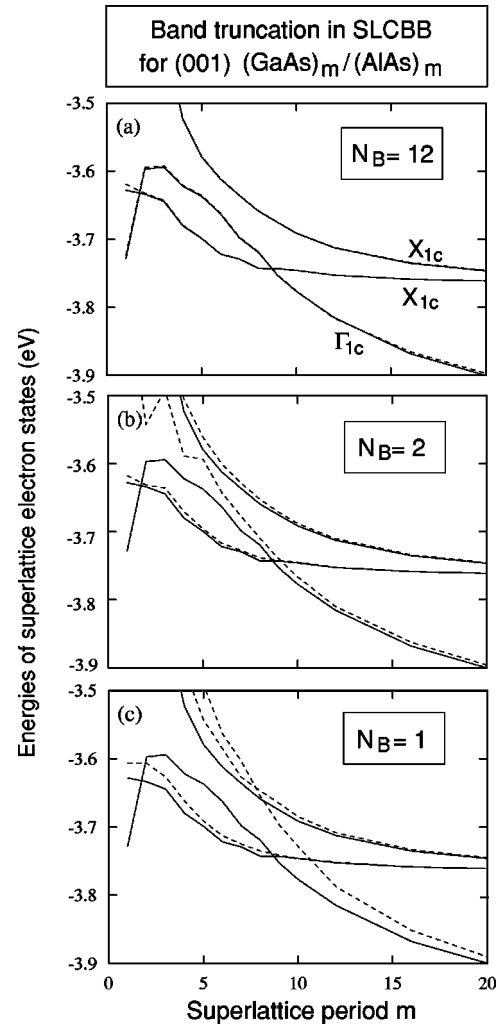 Band truncation in SLCBB
for (001) (GaAs)m/(AlAs)m
Energies of superlattice electron states (eV)
(a)
NB= 12
X1c
X1c
Γ1c
-3.5
-3.6
-3.7
-3.8
-3.9
(b)
NB= 2
-3.5
-3.6
-3.7
-3.8
-3.9
(c)
NB= 1
-3.5
-3.6
-3.7
-3.8
-3.9
0 5 10 15 20
Superlattice period m